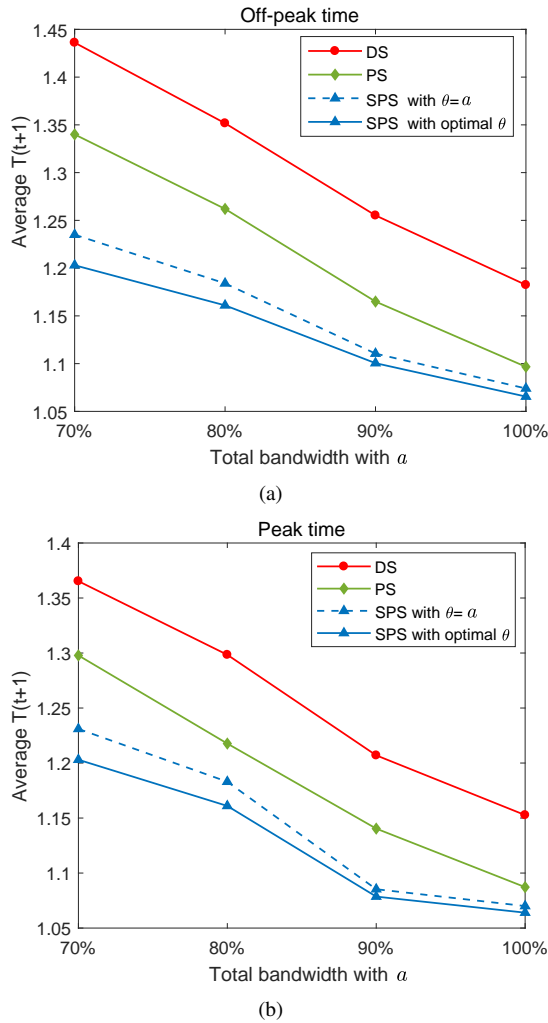 Off-peak time
1.45
1.4
1.35
1.3
1.25
1.2
1.15
1.1
1.05
Average T(t+1)
DS
PS
SPS with θ= a
SPS with optimal θ
70% 80% 90% 100%
Total bandwidth with a
(a)
Peak time
1.4
1.35
1.3
1.25
1.2
1.15
1.1
1.05
Average T(t+1)
DS
PS
SPS with θ= a
SPS with optimal θ
70% 80% 90% 100%
Total bandwidth with a
(b)